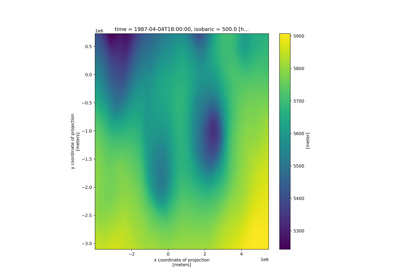 time = 1987-04-04T18:00:00, isobaric = 500.0 [h...
1e6
0.5
0.0
−0.5
−1.0
−1.5
−2.0
−2.5
−3.0
y coordinate of projection
[meters]
−2
0
2
4
1e6
x coordinate of projection
[meters]
5900
5800
5700
5600
5500
5400
5300
[meter]